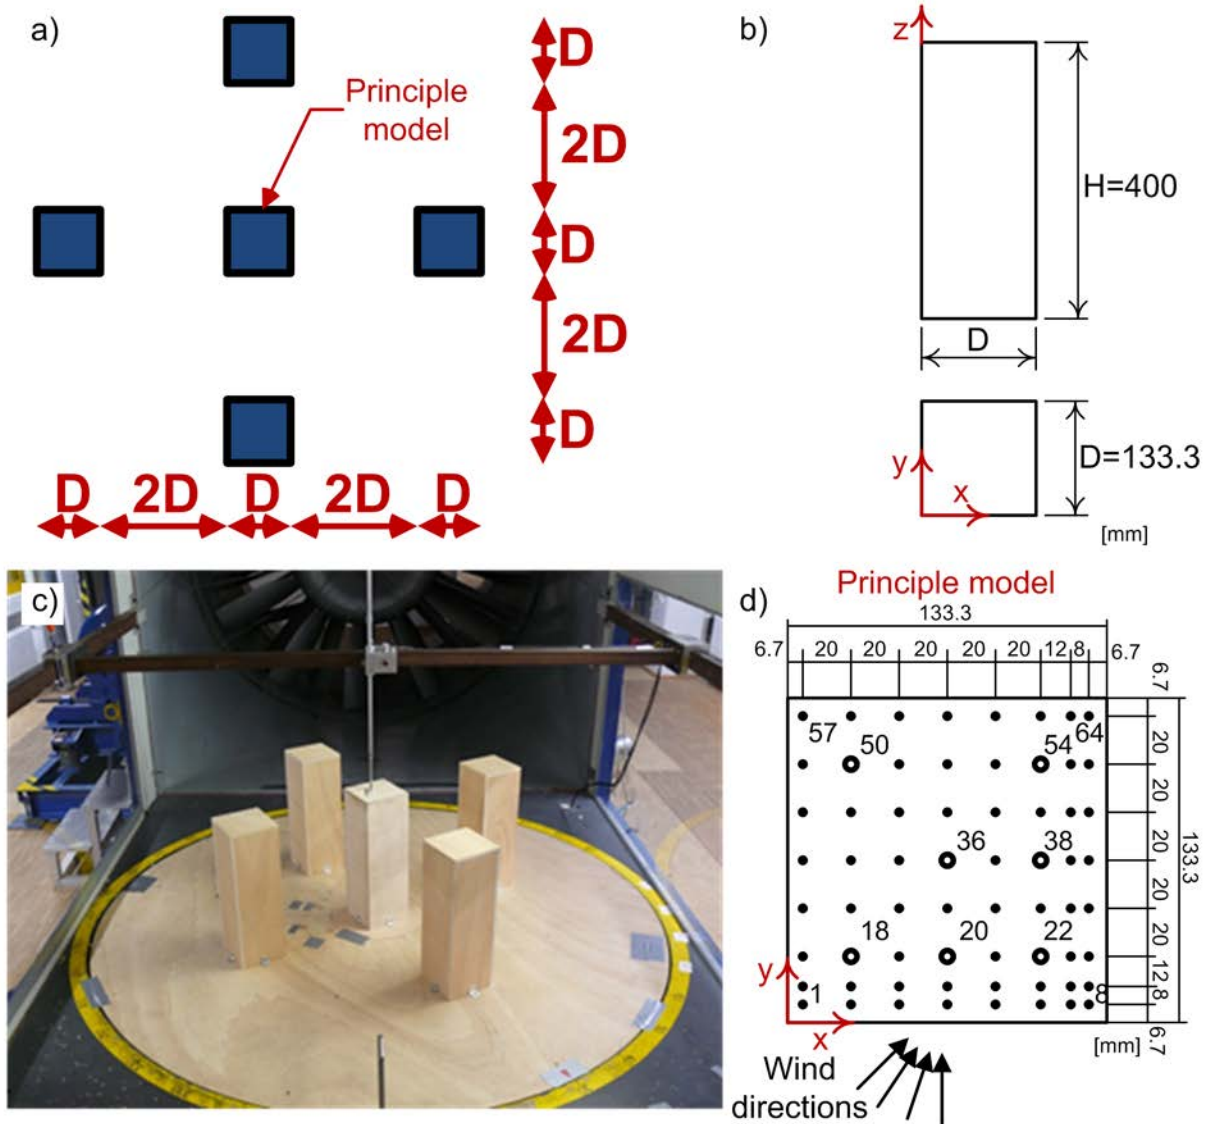 a)
D
Principle
model
2D
D
2D
D
D 2D D 2D D
b)
z
H=400
D
y
x
D=133.3
[mm]
c)
d)
Principle model
133.3
6.7 20 20 20 20 20 12 8 6.7
6.7
57
64
50
54
20
20
20
36
38
20
133.3
20
18
20
22
20
12
8
y
1
8
x
6.7
[mm]
Wind
directions